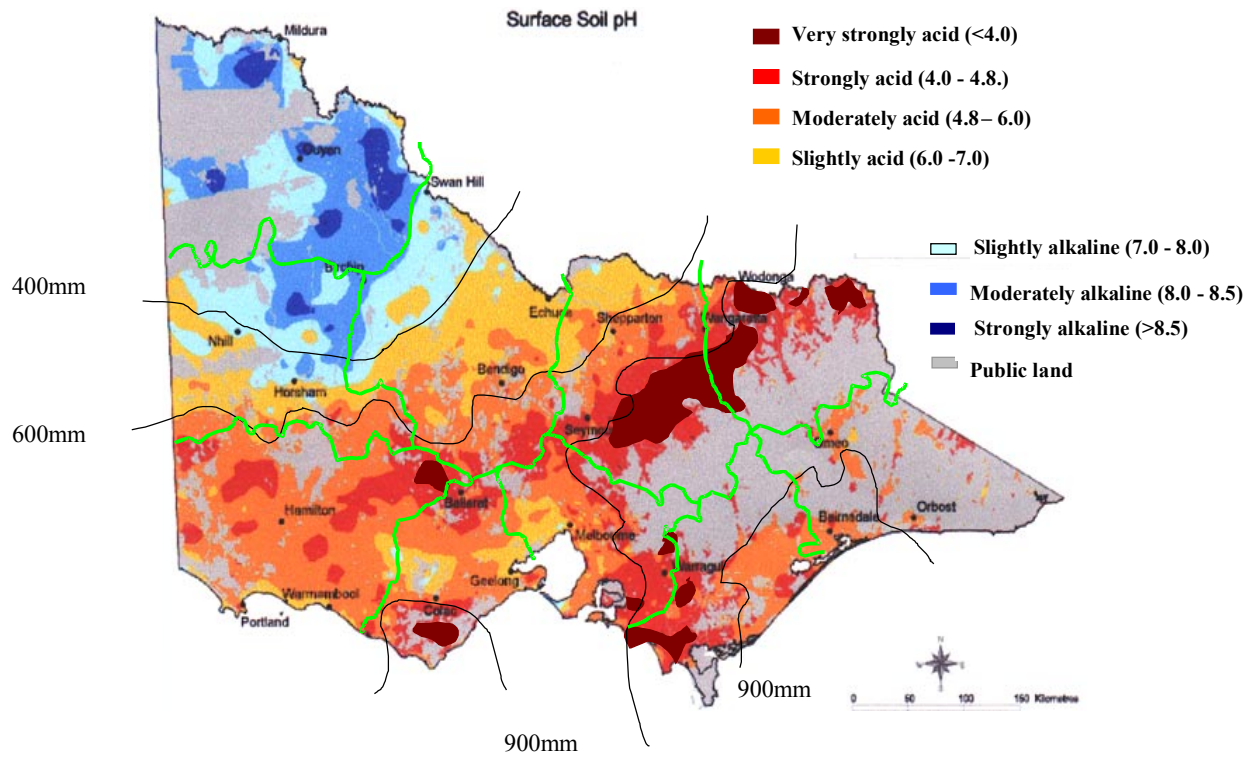 Surface Soil pH
Very strongly acid (<4.0)
Strongly acid (4.0 - 4.8.)
Moderately acid (4.8 – 6.0)
Slightly acid (6.0 -7.0)
Slightly alkaline (7.0 - 8.0)
Moderately alkaline (8.0 - 8.5)
Strongly alkaline (>8.5)
Public land
Mildura
Ouyen
Swan Hill
Birchip
400mm
Wodonga
Echuca
Shepparton
Wangaratta
Nhill
Bendigo
Horsham
600mm
Seymour
Omeo
Ballarat
Hamilton
Melbourne
Bairnsdale
Orbost
Geelong
Warragul
Warrnambool
Colac
Portland
N
W
E
S
900mm
0 50 100 150 Kilometres
900mm